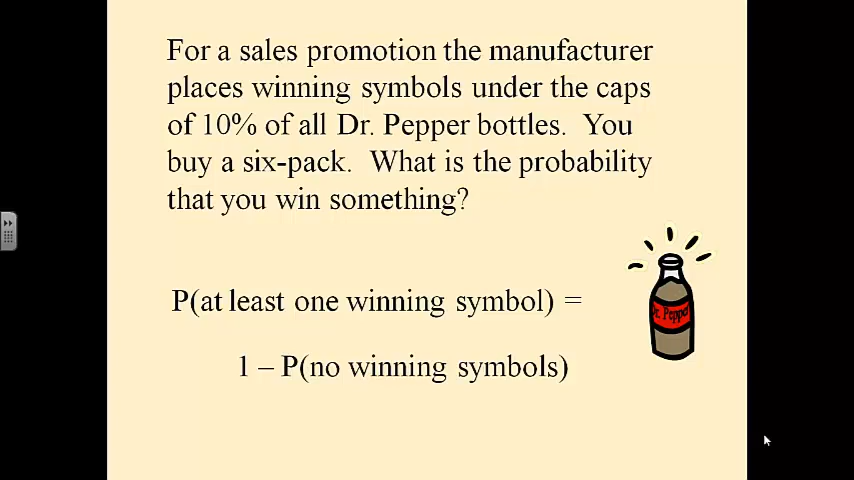 For a sales promotion the manufacturer
places winning symbols under the caps
of 10% of all Dr. Pepper bottles.  You
buy a six-pack.  What is the probability
that you win something?
Dr. Pepper
P(at least one winning symbol) =
1 – P(no winning symbols)